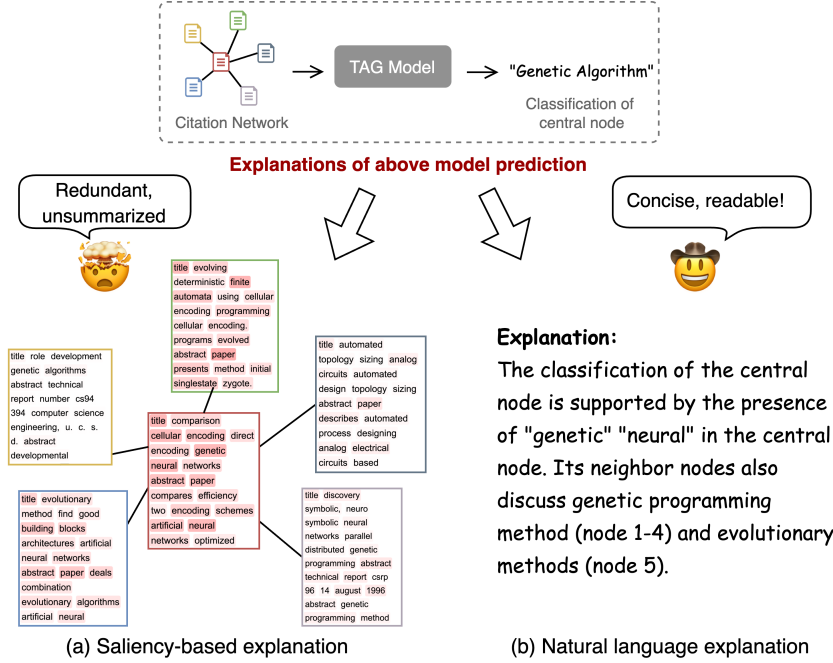 TAG Model
"Genetic Algorithm"
Citation Network
Classification of
central node
Explanations of above model prediction
Redundant,
unsummarized
Concise, readable!
title evolving
deterministic finite
automata using cellular
encoding programming
cellular encoding.
programs evolved
abstract paper
presents method initial
singlestate zygote.
title role development
genetic algorithms
abstract technical
report number cs94
394 computer science
engineering, u. c. s.
d. abstract
developmental
title automated
topology sizing analog
circuits automated
design topology sizing
abstract paper
describes automated
process designing
analog electrical
circuits based
title comparison
cellular encoding direct
encoding genetic
neural networks
abstract paper
compares efficiency
two encoding schemes
artificial neural
networks optimized
title evolutionary
method find good
building blocks
architectures artificial
neural networks
abstract paper deals
combination
evolutionary algorithms
artificial neural
title discovery
symbolic, neuro
symbolic neural
networks parallel
distributed genetic
programming abstract
technical report csrp
96 14 august 1996
abstract genetic
programming method
(a) Saliency-based explanation
Explanation:
The classification of the central
node is supported by the presence
of "genetic" "neural" in the central
node. Its neighbor nodes also
discuss genetic programming
method (node 1-4) and evolutionary
methods (node 5).
(b) Natural language explanation